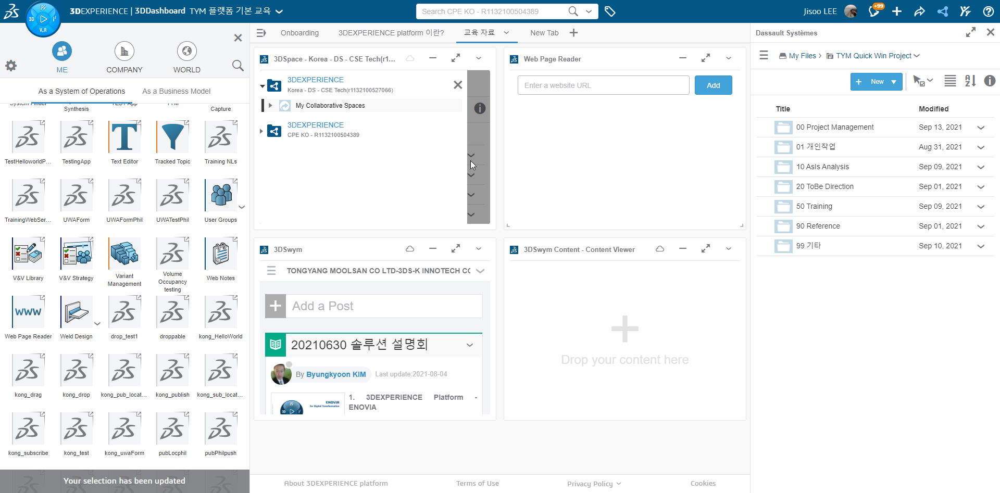 3DEXPERIENCE | 3DDashboard TYM 플랫폼 기본 교육
Search CPE KO - R1132100504389
Jisoo LEE
+99
3D
V.R
ME
COMPANY
WORLD
As a System of Operations
As a Business Model
Synthesis
Capture
TestHelloworldP...
TestingApp
Text Editor
Tracked Topic
Training NLs
TrainingWebSer...
UWAForm
UWAFormPhil
UWATestPhil
User Groups
V&V Library
V&V Strategy
Variant
Management
Volume
Occupancy
testing
Web Notes
WWW
Web Page Reader
Weld Design
drop_test1
droppable
kong_HelloWorld
kong_drag
kong_drop
kong_pub_locat...
kong_publish
kong_sub_locat...
kong_subscribe
kong_test
kong_uwaForm
pubLocphil
pubPhilpush
Your selection has been updated
Onboarding
3DEXPERIENCE platform 이란?
교육 자료
New Tab
3DSpace - Korea - DS - CSE Tech(r1...
3DEXPERIENCE
Korea - DS - CSE Tech(r1132100527066)
My Collaborative Spaces
3DEXPERIENCE
CPE KO - R1132100504389
Web Page Reader
Enter a website URL
Add
3DSwym
TONGYANG MOOLSAN CO LTD-3DS-K INNOTECH CO
Add a Post
20210630 솔루션 설명회
By Byungkyoon KIM
Last update:2021-08-04
ENOVIA
for Digital Transformation
3D
1. 3DEXPERIENCE Platform -
ENOVIA
3DSwym Content - Content Viewer
Drop your content here
About 3DEXPERIENCE platform
Terms of Use
Privacy Policy
Cookies
Dassault Systèmes
My Files
TYM Quick Win Project
New
Title
Modified
00 Project Management
Sep 13, 2021
01 개인작업
Aug 31, 2021
10 AsIs Analysis
Sep 09, 2021
20 ToBe Direction
Sep 01, 2021
50 Training
Sep 09, 2021
90 Reference
Sep 01, 2021
99 기타
Sep 10, 2021